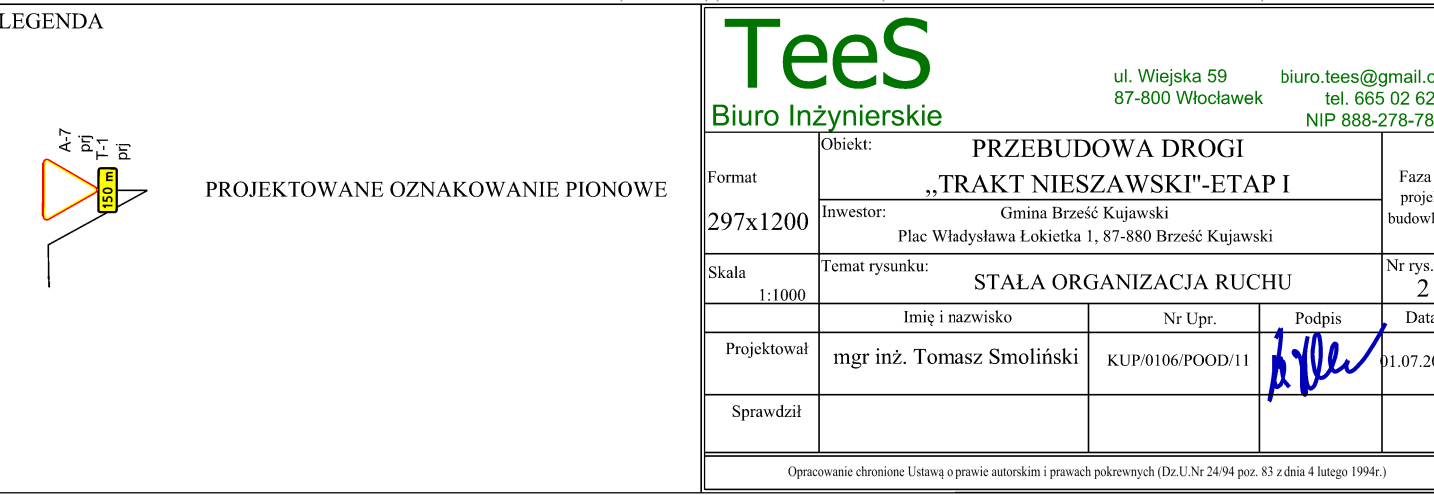 LEGENDA
A-7
prj
T-1
prj
150 m
PROJEKTOWANE OZNAKOWANIE PIONOWE
TeeS
Biuro Inżynierskie
ul. Wiejska 59
87-800 Włocławek
biuro.tees@gmail.c
tel. 665 02 62
NIP 888-278-78
Format
297x1200
Obiekt:
PRZEBUDOWA DROGI
,,TRAKT NIESZAWSKI"-ETAP I
Faza
projek
budowl
Inwestor:
Gmina Brześć Kujawski
Plac Władysława Łokietka 1, 87-880 Brześć Kujawski
Skala
1:1000
Temat rysunku:
STAŁA ORGANIZACJA RUCHU
Nr rys.
2
Imię i nazwisko
Nr Upr.
Podpis
Data
Projektował
mgr inż. Tomasz Smoliński
KUP/0106/POOD/11
01.07.20
Sprawdził
Opracowanie chronione Ustawą o prawie autorskim i prawach pokrewnych (Dz.U.Nr 24/94 poz. 83 z dnia 4 lutego 1994r.)